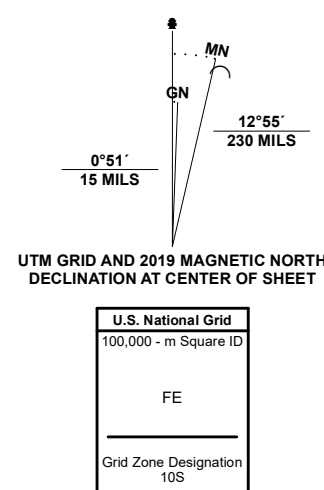 MN
GN
12°55´
230 MILS
0°51´
15 MILS
UTM GRID AND 2019 MAGNETIC NORTH
DECLINATION AT CENTER OF SHEET
U.S. National Grid
100,000 - m Square ID
FE
Grid Zone Designation
10S